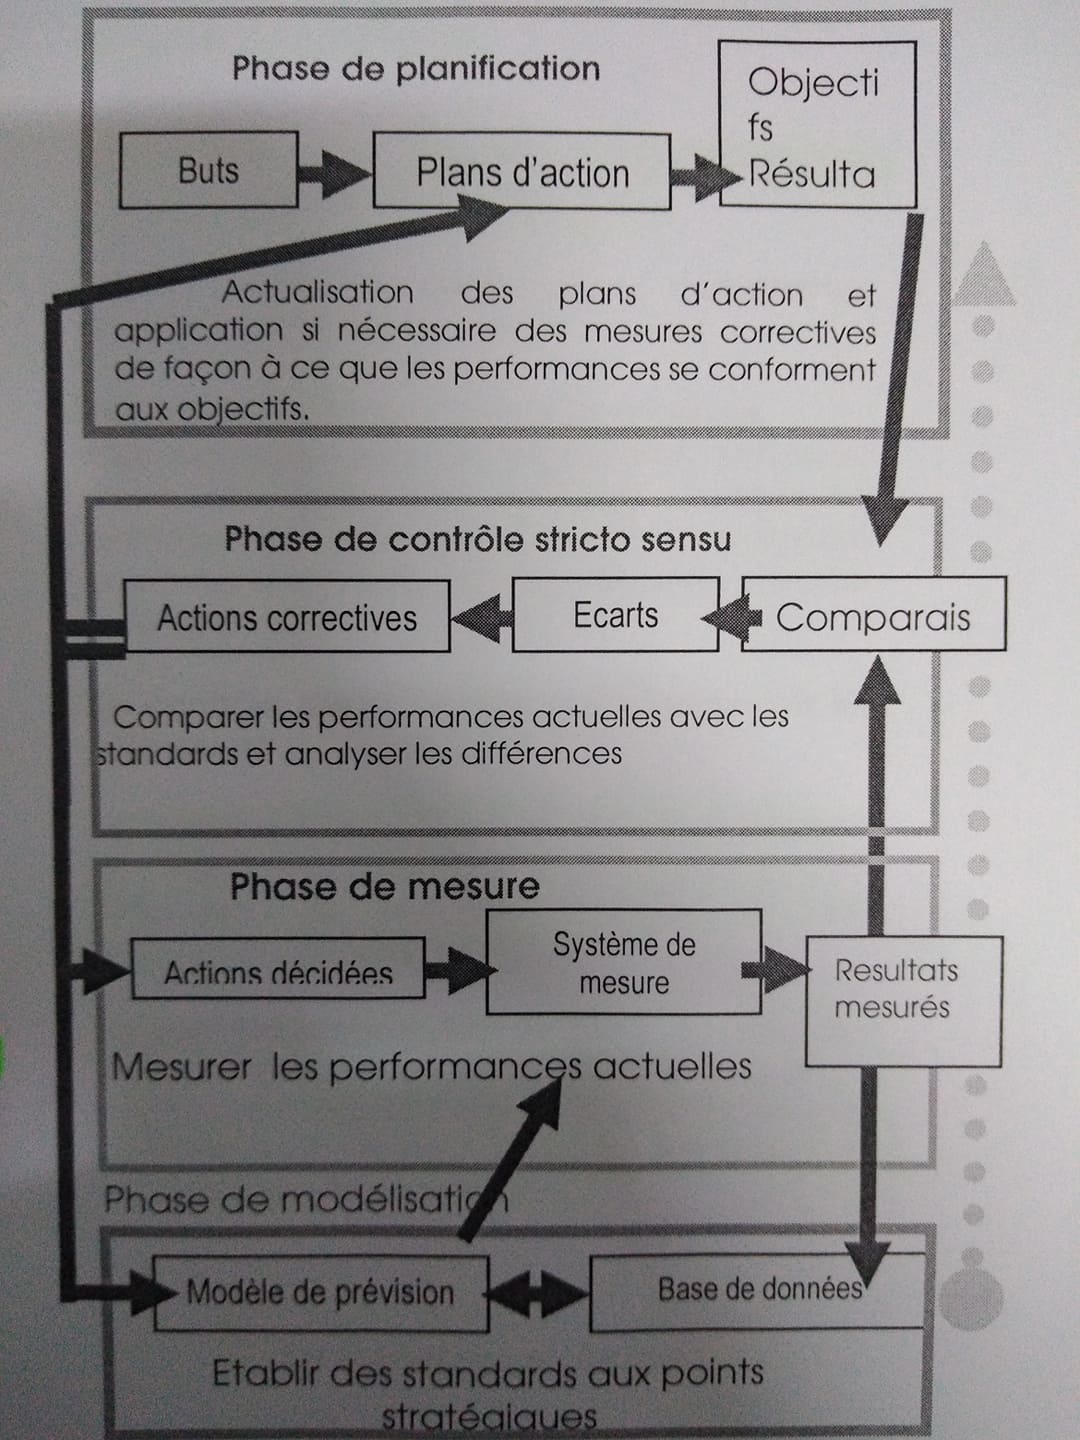 Phase de planification
Objecti
fs
Résulta
Buts
Plans d'action
Actualisation des plans d'action et
application si nécessaire des mesures correctives
de façon à ce que les performances se conforment
aux objectifs.
Phase de contrôle stricto sensu
Actions correctives
Ecarts
Comparais
Comparer les performances actuelles avec les
standards et analyser les différences
Phase de mesure
Actions décidées
Système de
mesure
Resultats
mesurés
Mesurer les performances actuelles
Phase de modélisation
Modèle de prévision
Base de données
Etablir des standards aux points
stratégiques